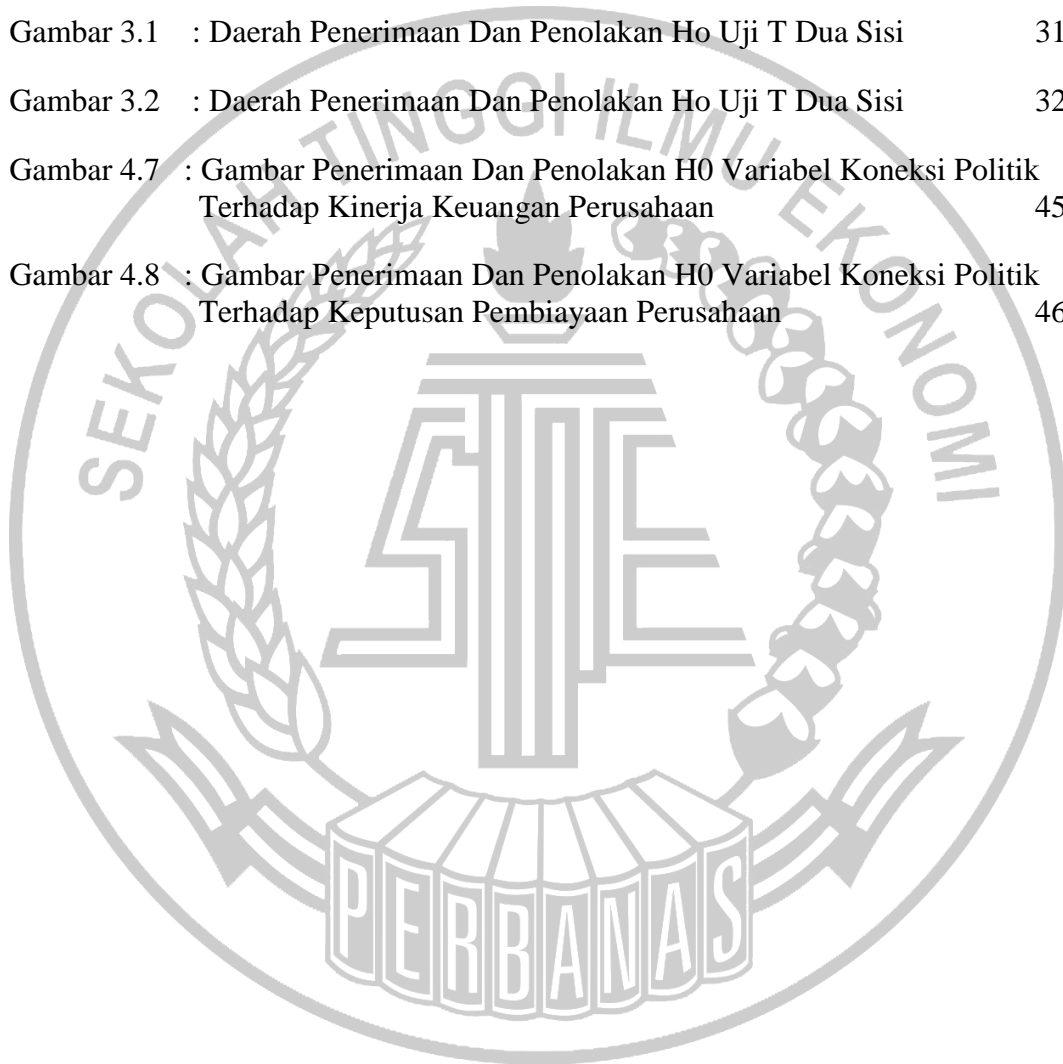 Gambar 3.1 : Daerah Penerimaan Dan Penolakan Ho Uji T Dua Sisi 31
Gambar 3.2 : Daerah Penerimaan Dan Penolakan Ho Uji T Dua Sisi 32
Gambar 4.7 : Gambar Penerimaan Dan Penolakan H0 Variabel Koneksi Politik
Terhadap Kinerja Keuangan Perusahaan 45
Gambar 4.8 : Gambar Penerimaan Dan Penolakan H0 Variabel Koneksi Politik
Terhadap Keputusan Pembiayaan Perusahaan 46
SEKOLAH TINGGI ILMU EKONOMI
STIE
PERBANAS